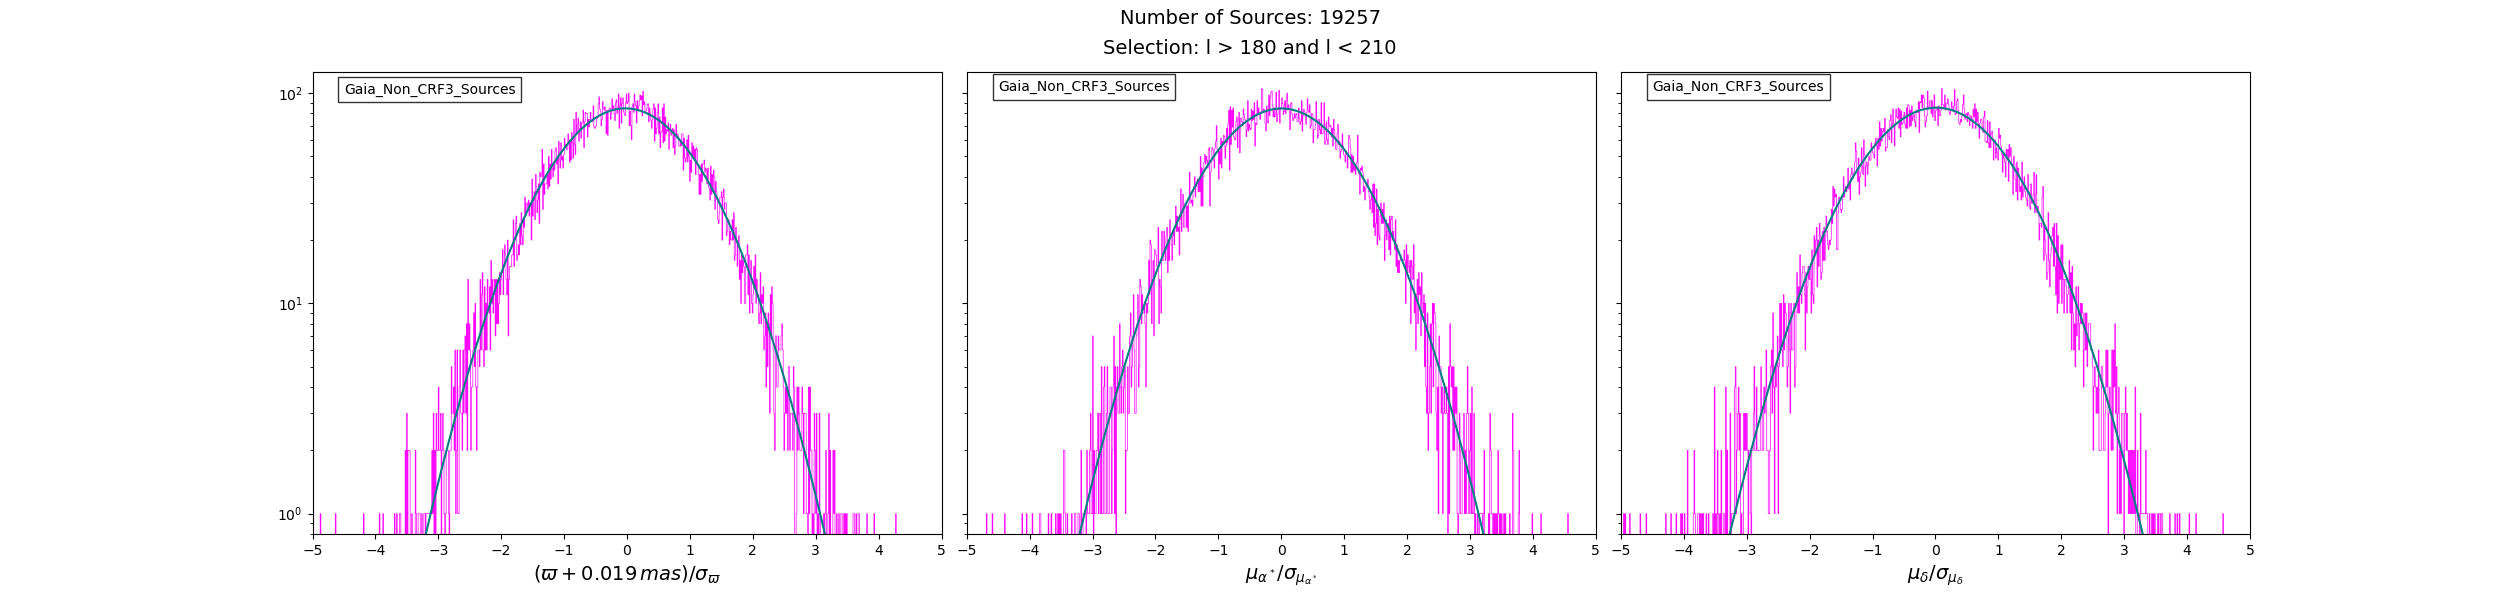 Number of Sources: 19257
Selection: l > 180 and l < 210
Gaia_Non_CRF3_Sources
Gaia_Non_CRF3_Sources
Gaia_Non_CRF3_Sources
10²
10¹
10⁰
−5 −4 −3 −2 −1 0 1 2 3 4 5
−5 −4 −3 −2 −1 0 1 2 3 4 5
−5 −4 −3 −2 −1 0 1 2 3 4 5
(ϖ + 0.019 mas)/σ_ϖ
μ_α*/σ_μ_α*
μ_δ/σ_μ_δ